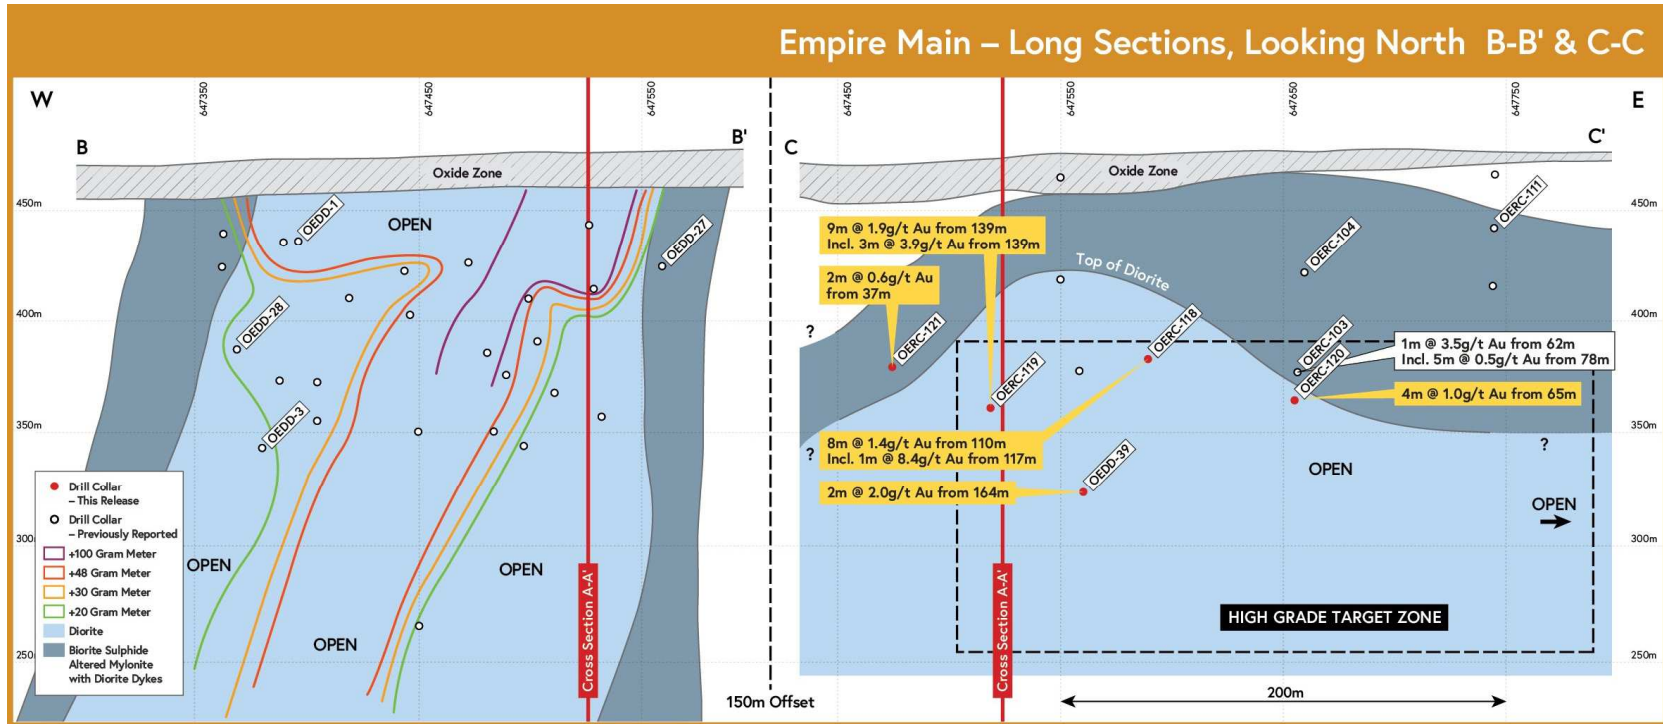 Empire Main – Long Sections, Looking North B-B' & C-C
W
647350
647450
647550
647450
647550
647650
647750
E
B
B'
C
C'
Oxide Zone
Oxide Zone
450m
400m
350m
300m
250m
450m
400m
350m
300m
250m
OPEN
OPEN
OPEN
OPEN
OEDD-1
OEDD-27
OEDD-28
OEDD-3
Cross Section A-A'
Drill Collar
– This Release
Drill Collar
– Previously Reported
+100 Gram Meter
+48 Gram Meter
+30 Gram Meter
+20 Gram Meter
Diorite
Biorite Sulphide
Altered Mylonite
with Diorite Dykes
150m Offset
9m @ 1.9g/t Au from 139m
Incl. 3m @ 3.9g/t Au from 139m
2m @ 0.6g/t Au
from 37m
Top of Diorite
OERC-111
OERC-104
OERC-121
OERC-118
OERC-119
OERC-103
OERC-120
1m @ 3.5g/t Au from 62m
Incl. 5m @ 0.5g/t Au from 78m
4m @ 1.0g/t Au from 65m
?
?
?
8m @ 1.4g/t Au from 110m
Incl. 1m @ 8.4g/t Au from 117m
OEDD-39
2m @ 2.0g/t Au from 164m
OPEN
OPEN
Cross Section A-A'
HIGH GRADE TARGET ZONE
200m